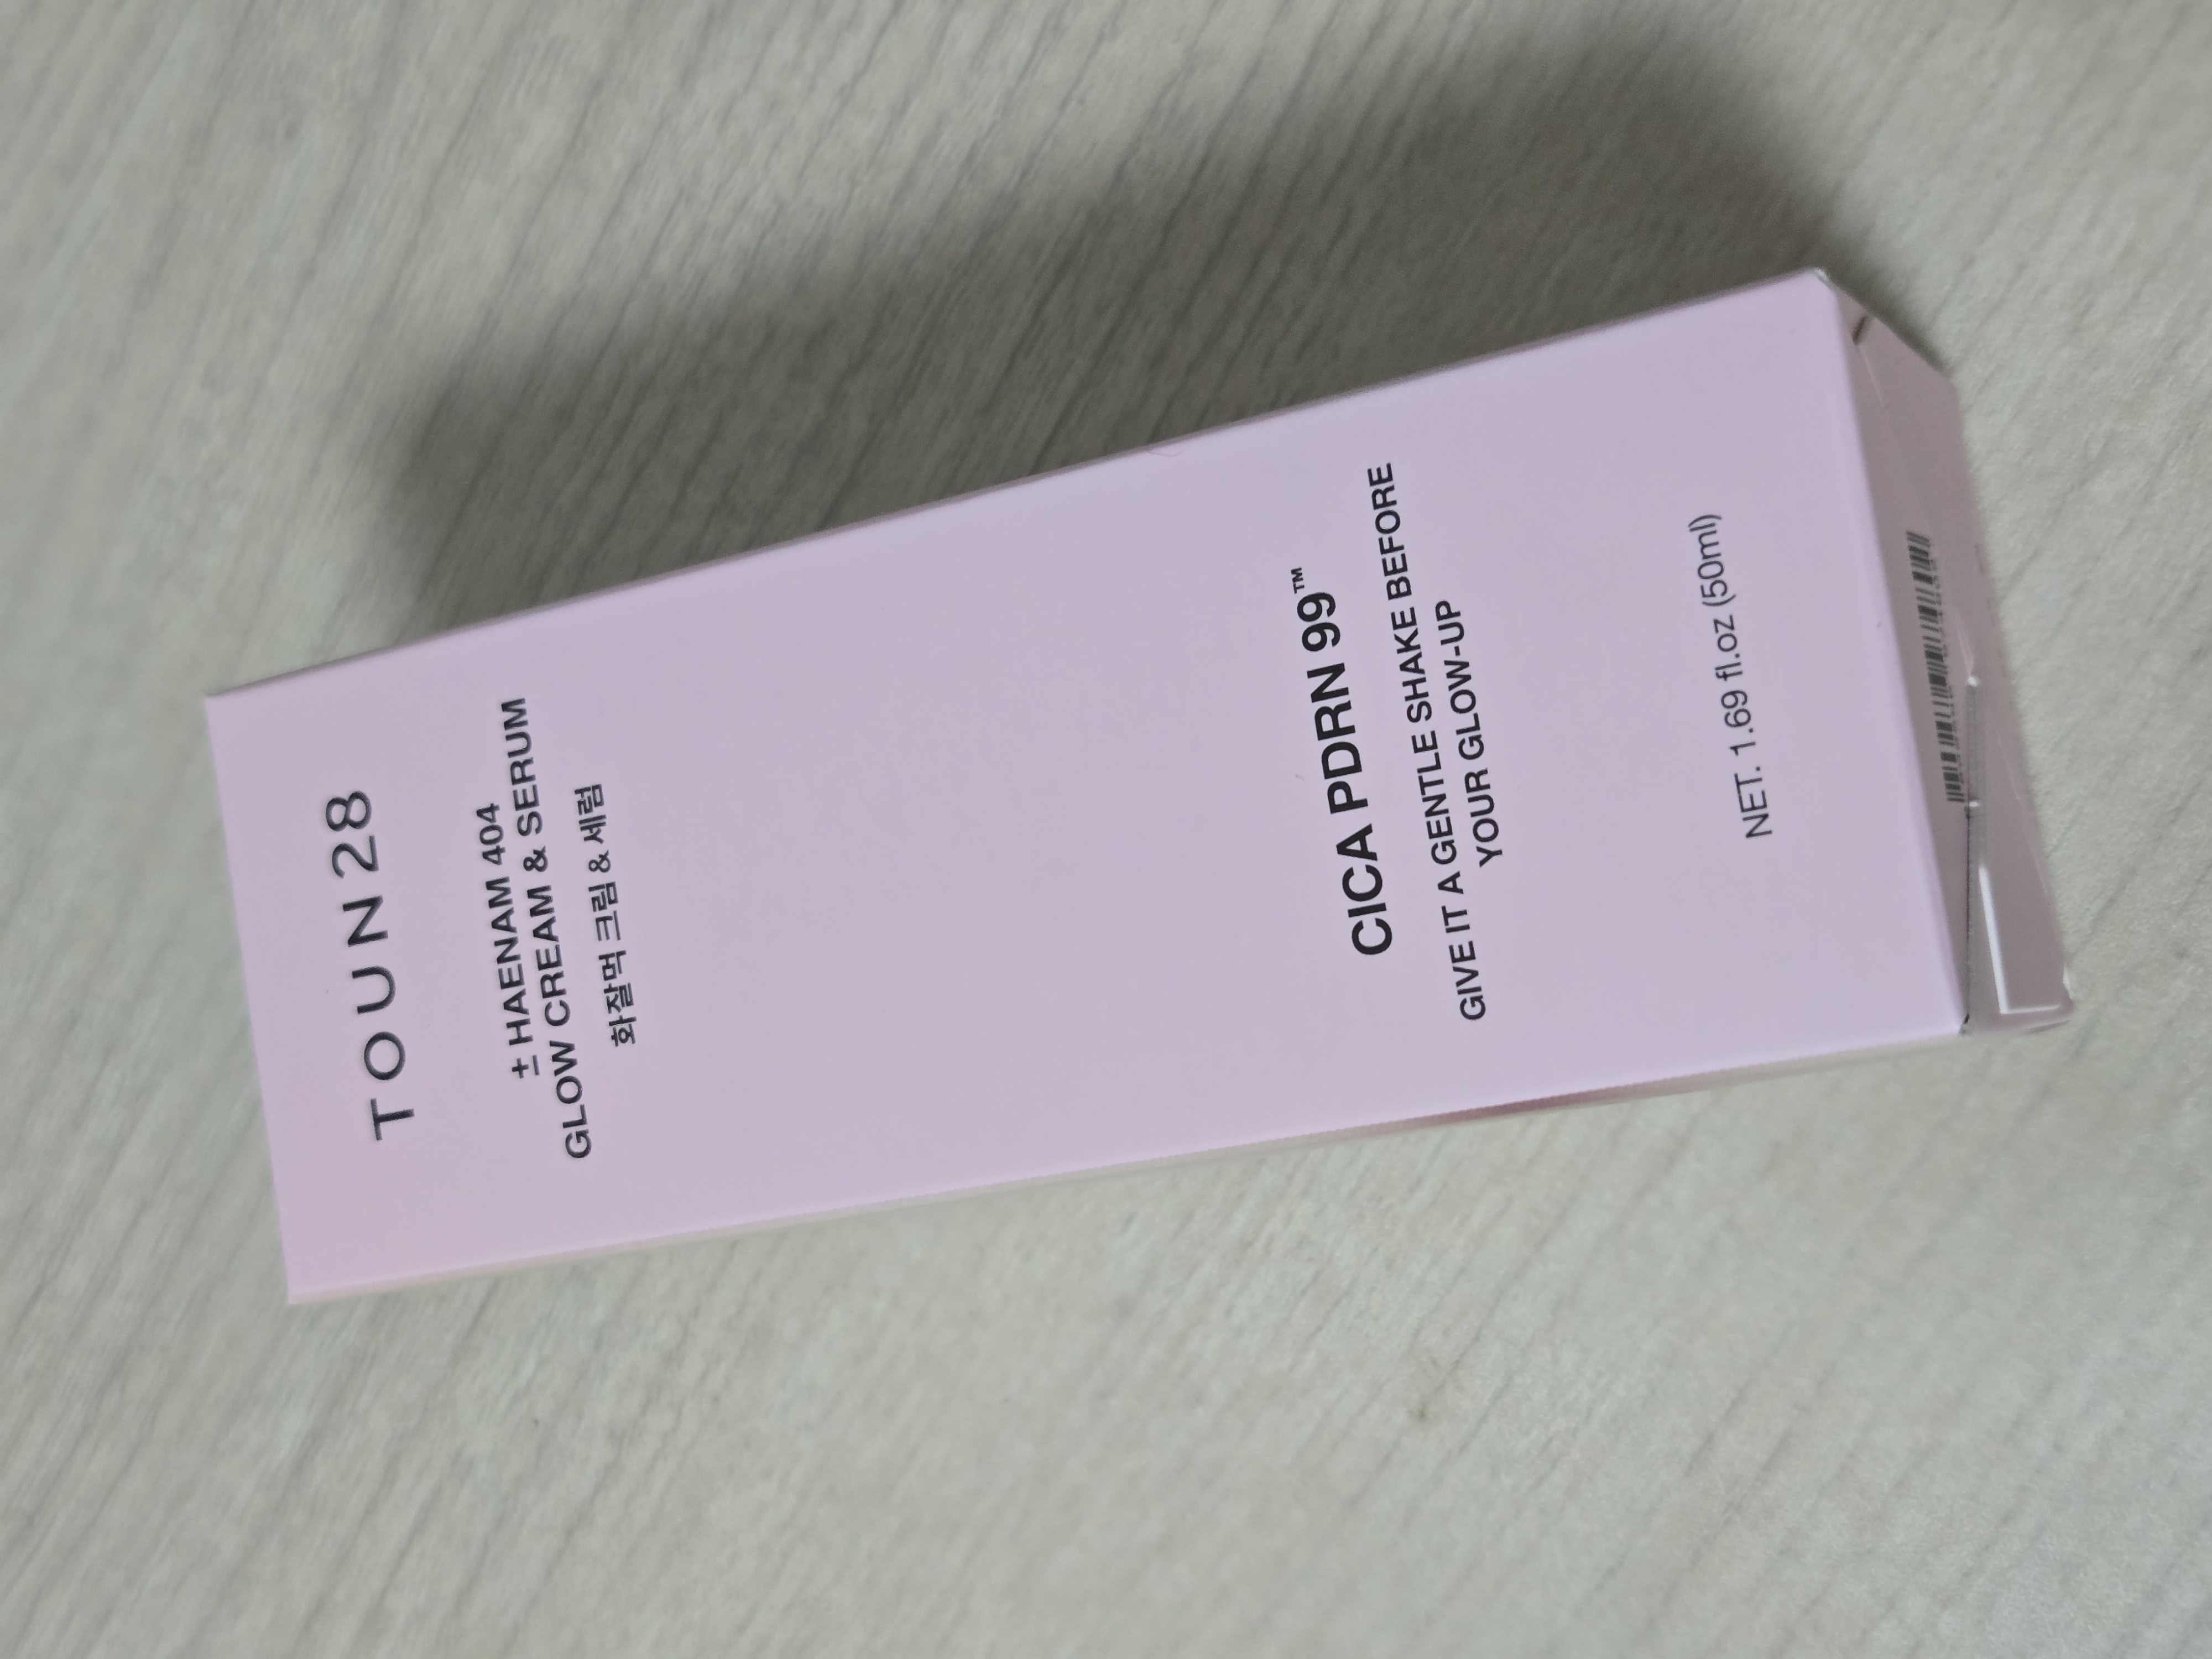 TOUN28
± HAENAM 404
GLOW CREAM & SERUM
화잘먹 크림 & 세럼
CICA PDRN 99™
GIVE IT A GENTLE SHAKE BEFORE
YOUR GLOW-UP
NET. 1.69 fl.oz (50ml)